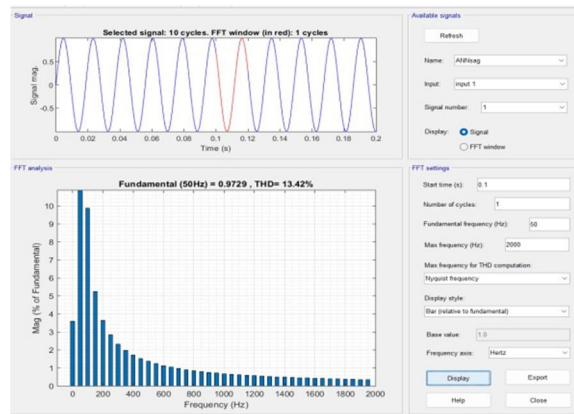 Signal
Selected signal: 10 cycles. FFT window (in red): 1 cycles
Signal mag.
0.5
0
-0.5
0 0.02 0.04 0.06 0.08 0.1 0.12 0.14 0.16 0.18 0.2
Time (s)
FFT analysis
Fundamental (50Hz) = 0.9729 , THD= 13.42%
Mag (% of Fundamental)
10
9
8
7
6
5
4
3
2
1
0
0 200 400 600 800 1000 1200 1400 1600 1800 2000
Frequency (Hz)
Available signals
Refresh
Name: ANNsag
Input: input 1
Signal number: 1
Display: Signal
FFT window
FFT settings
Start time (s): 0.1
Number of cycles: 1
Fundamental frequency (Hz): 50
Max frequency (Hz): 2000
Max frequency for THD computation:
Nyquist frequency
Display style:
Bar (relative to fundamental)
Base value: 1.0
Frequency axis: Hertz
Display Export
Help Close